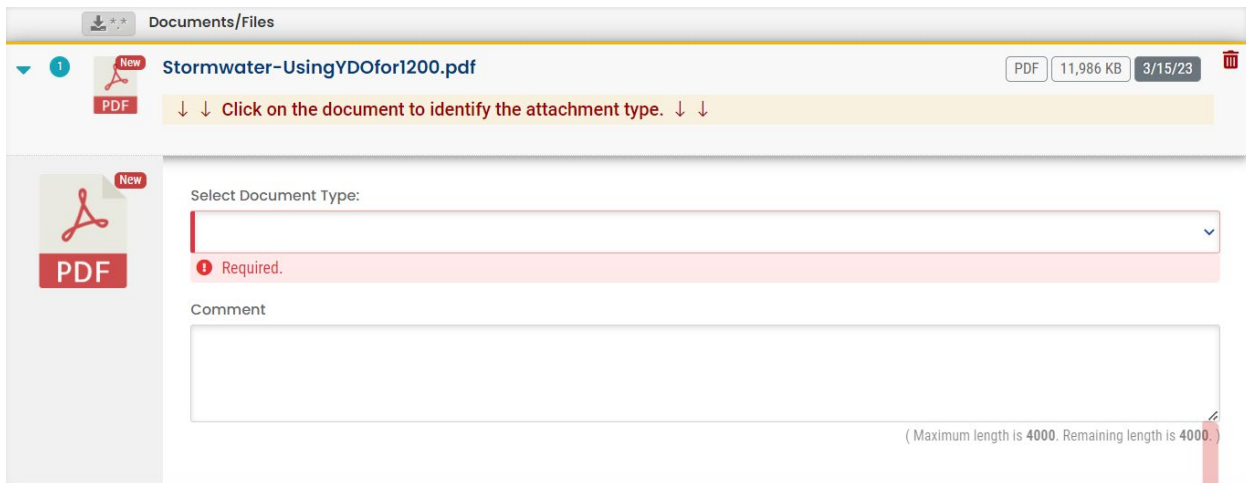 *.* Documents/Files
1 New PDF Stormwater-UsingYDOfor1200.pdf PDF 11,986 KB 3/15/23
↓ ↓ Click on the document to identify the attachment type. ↓ ↓
New
PDF
Select Document Type:
Required.
Comment
( Maximum length is 4000. Remaining length is 4000. )